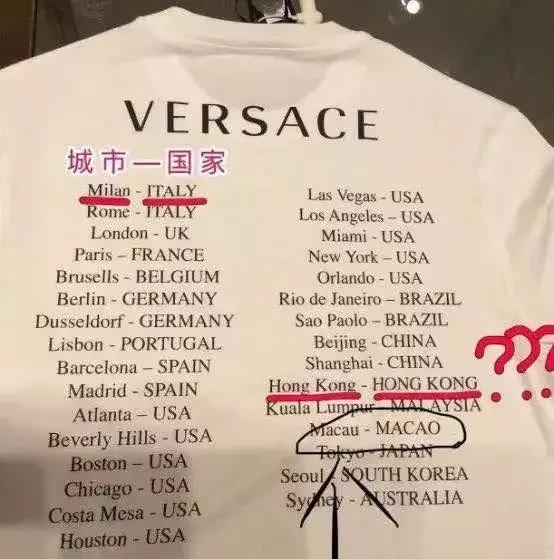 VERSACE
城市—国家
Milan - ITALY
Rome - ITALY
London - UK
Paris – FRANCE
Brusells - BELGIUM
Berlin - GERMANY
Dusseldorf - GERMANY
Lisbon - PORTUGAL
Barcelona – SPAIN
Madrid - SPAIN
Atlanta – USA
Beverly Hills - USA
Boston – USA
Chicago - USA
Costa Mesa - USA
Houston - USA
Las Vegas - USA
Los Angeles – USA
Miami - USA
New York – USA
Orlando - USA
Rio de Janeiro – BRAZIL
Sao Paolo – BRAZIL
Beijing - CHINA
Shanghai - CHINA
Hong Kong - HONG KONG
???
Kuala Lumpur - MALAYSIA
Macau - MACAO
Tokyo - JAPAN
Seoul - SOUTH KOREA
Sydney - AUSTRALIA